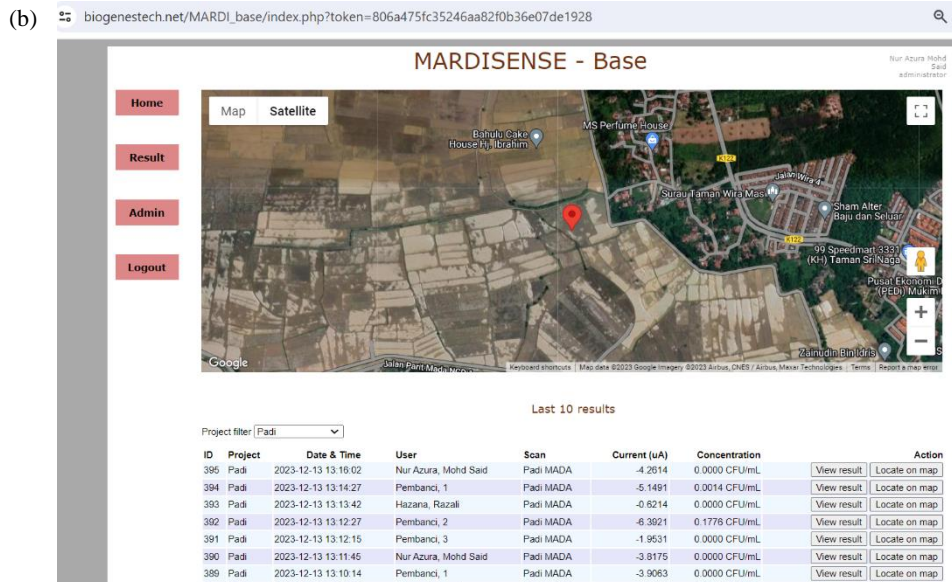 (b)
biogenestech.net/MARDI_base/index.php?token=806a475fc35246aa82f0b36e07de1928
MARDISENSE - Base
Nur Azura Mohd
Said
administrator
Home
Result
Admin
Logout
Map Satellite
Bahulu Cake
House Hj. Ibrahim
MS Perfume House
K122
Jalan Wira 4
Surau Taman Wira Mas
Sham Alter
Baju dan Seluar
K122
99 Speedmart 3331
(KH) Taman Sri Naga
Pusat Ekonomi D
(PEDi) Mukim
Zainudin Bin Idris
Google
Keyboard shortcuts Map data ©2023 Google Imagery ©2023 Airbus, CNES / Airbus, Maxar Technologies Terms Report a map error
Last 10 results
Project filter Padi
ID Project Date & Time User Scan Current (uA) Concentration Action
395 Padi 2023-12-13 13:16:02 Nur Azura, Mohd Said Padi MADA -4.2614 0.0000 CFU/mL View result Locate on map
394 Padi 2023-12-13 13:14:27 Pembanci, 1 Padi MADA -5.1491 0.0014 CFU/mL View result Locate on map
393 Padi 2023-12-13 13:13:42 Hazana, Razali Padi MADA -0.6214 0.0000 CFU/mL View result Locate on map
392 Padi 2023-12-13 13:12:27 Pembanci, 2 Padi MADA -6.3921 0.1776 CFU/mL View result Locate on map
391 Padi 2023-12-13 13:12:15 Pembanci, 3 Padi MADA -1.9531 0.0000 CFU/mL View result Locate on map
390 Padi 2023-12-13 13:11:45 Nur Azura, Mohd Said Padi MADA -3.8175 0.0000 CFU/mL View result Locate on map
389 Padi 2023-12-13 13:10:14 Pembanci, 1 Padi MADA -3.9063 0.0000 CFU/mL View result Locate on map